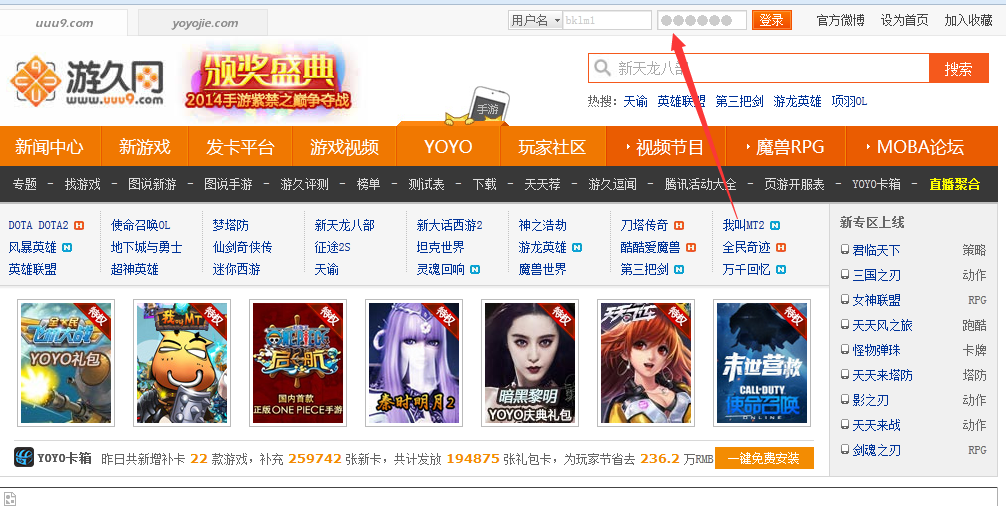 uuu9.com yoyojie.com 用户名 bklm1 登录 官方微博 设为首页 加入收藏
游久网
www.uuu9.com
颁奖盛典
2014手游紫禁之巅争夺战
新天龙八部 搜索
热搜: 天谕 英雄联盟 第三把剑 游龙英雄 项羽OL
手游
新闻中心 新游戏 发卡平台 游戏视频 YOYO 玩家社区 视频节目 魔兽RPG MOBA论坛
专题 - 找游戏 - 图说新游 - 图说手游 - 游久评测 - 榜单 - 测试表 - 下载 - 天天荐 - 游久逗闻 - 腾讯活动大全 - 页游开服表 - YOYO卡箱 - 直播聚合
DOTA DOTA2 H 使命召唤OL 梦塔防 新天龙八部 新大话西游2 神之浩劫 刀塔传奇 H 我叫MT2 N
风暴英雄 N 地下城与勇士 仙剑奇侠传 征途2S 坦克世界 游龙英雄 N 酷酷爱魔兽 H 全民奇迹 H
英雄联盟 超神英雄 迷你西游 天谕 灵魂回响 N 魔兽世界 第三把剑 N 万千回忆 N
新专区上线
君临天下 策略
三国之刃 动作
女神联盟 RPG
天天风之旅 跑酷
怪物弹珠 卡牌
天天来塔防 塔防
影之刃 动作
天天来战 动作
剑魂之刃 RPG
特权 特权 特权 特权 特权 特权 特权
YOYO礼包
我叫MT
启航
国内首款
正版ONE PIECE手游
秦时明月2
暗黑黎明
YOYO庆典礼包
天天飞车
末世营救
CALL·DUTY
使命召唤
ONLINE
YOYO卡箱 昨日共新增补卡 22 款游戏，补充 259742 张新卡，共计发放 194875 张礼包卡，为玩家节省去 236.2 万RMB 一键免费安装